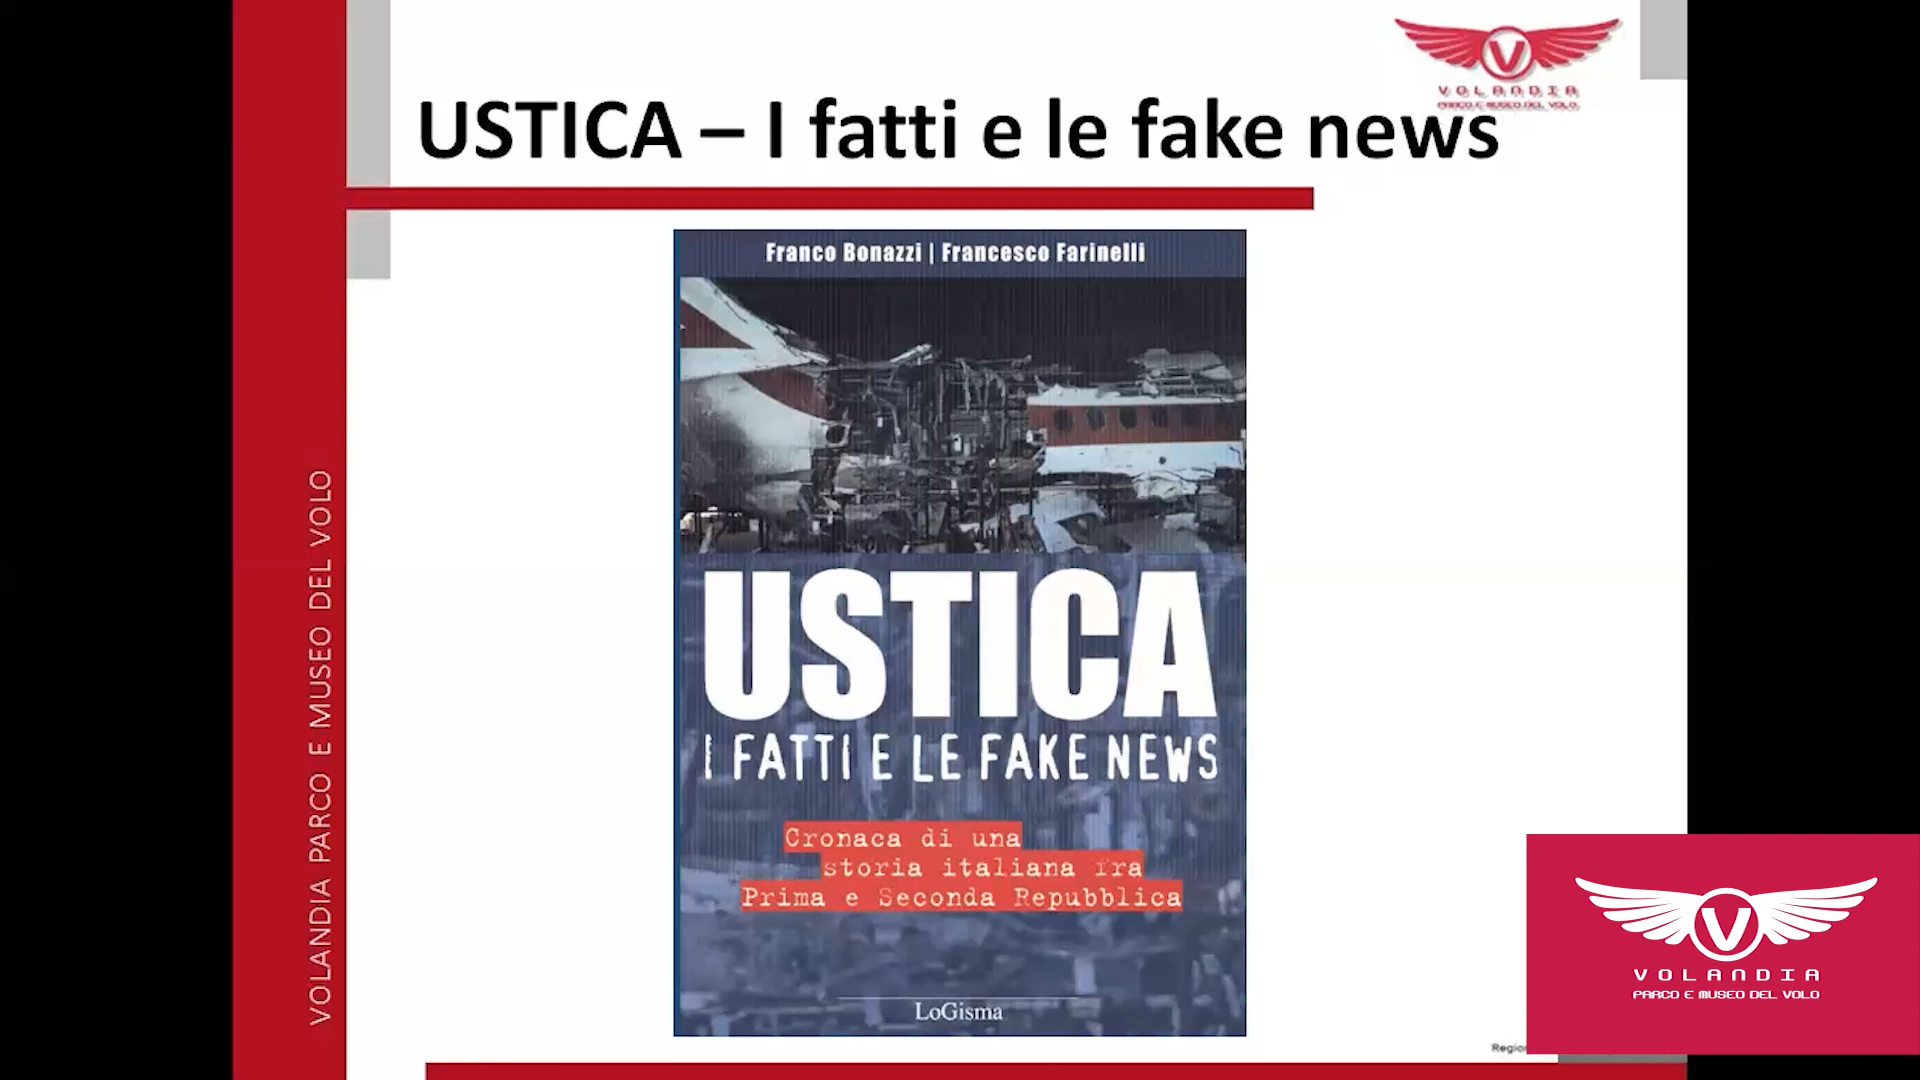 VOLANDIA
PARCO E MUSEO DEL VOLO
USTICA – I fatti e le fake news
VOLANDIA PARCO E MUSEO DEL VOLO
Franco Bonazzi | Francesco Farinelli
USTICA
I FATTI E LE FAKE NEWS
Cronaca di una
storia italiana fra
Prima e Seconda Repubblica
LoGisma
VOLANDIA
PARCO E MUSEO DEL VOLO